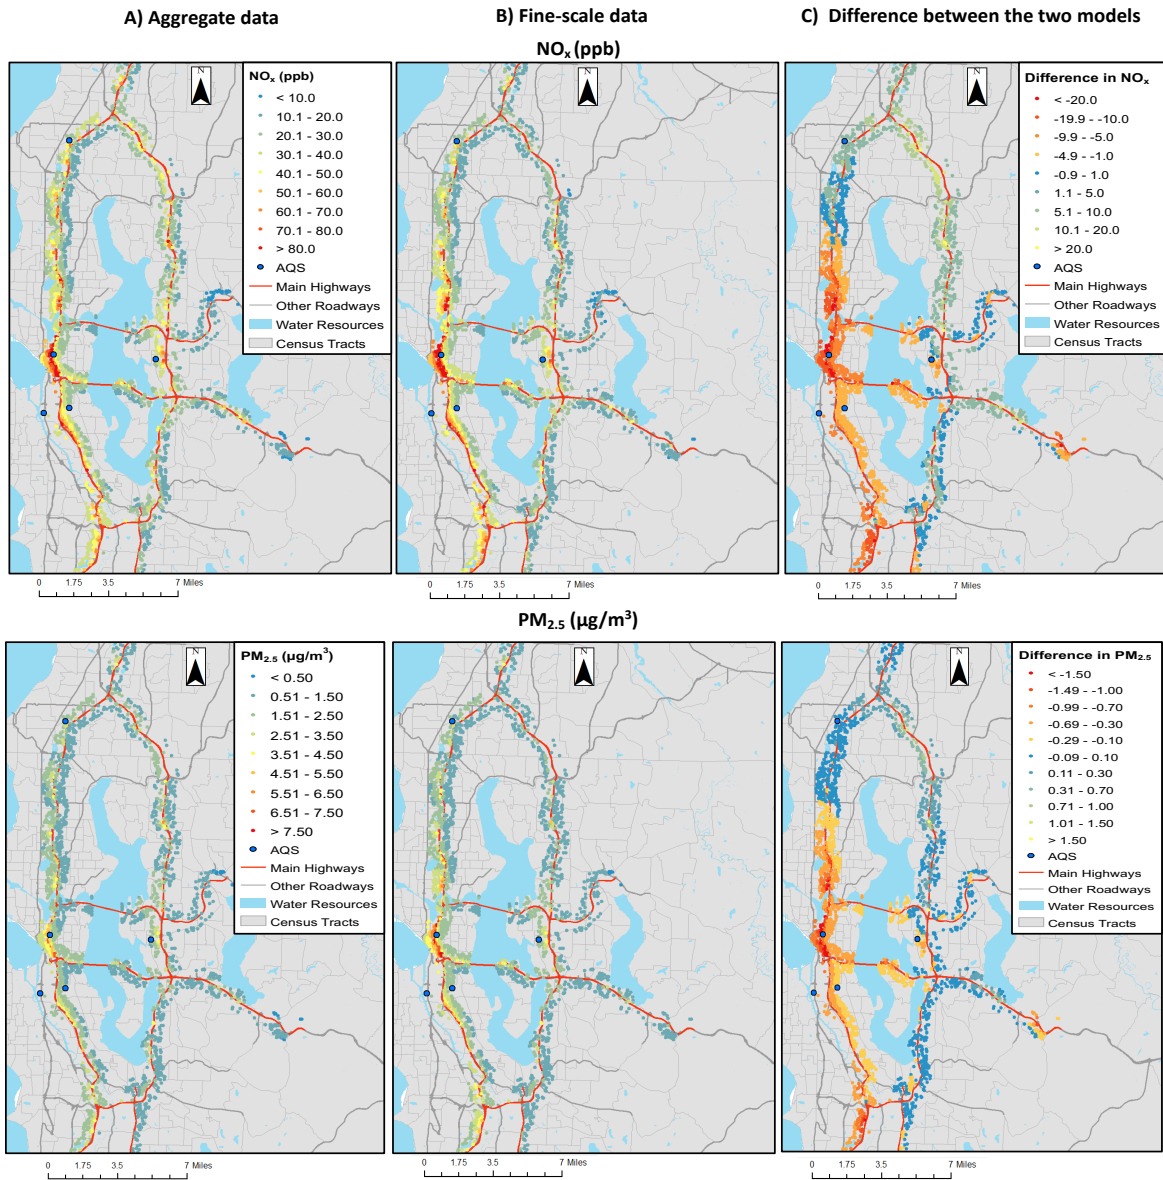 A) Aggregate data
B) Fine-scale data
C) Difference between the two models
NOₓ (ppb)
N
NOₓ (ppb)
< 10.0
10.1 - 20.0
20.1 - 30.0
30.1 - 40.0
40.1 - 50.0
50.1 - 60.0
60.1 - 70.0
70.1 - 80.0
> 80.0
AQS
Main Highways
Other Roadways
Water Resources
Census Tracts
0 1.75 3.5 7 Miles
N
0 1.75 3.5 7 Miles
N
Difference in NOₓ
< -20.0
-19.9 - -10.0
-9.9 - -5.0
-4.9 - -1.0
-0.9 - 1.0
1.1 - 5.0
5.1 - 10.0
10.1 - 20.0
> 20.0
AQS
Main Highways
Other Roadways
Water Resources
Census Tracts
0 1.75 3.5 7 Miles
PM₂.₅ (µg/m³)
N
PM₂.₅ (µg/m³)
< 0.50
0.51 - 1.50
1.51 - 2.50
2.51 - 3.50
3.51 - 4.50
4.51 - 5.50
5.51 - 6.50
6.51 - 7.50
> 7.50
AQS
Main Highways
Other Roadways
Water Resources
Census Tracts
0 1.75 3.5 7 Miles
N
0 1.75 3.5 7 Miles
N
Difference in PM₂.₅
< -1.50
-1.49 - -1.00
-0.99 - -0.70
-0.69 - -0.30
-0.29 - -0.10
-0.09 - 0.10
0.11 - 0.30
0.31 - 0.70
0.71 - 1.00
1.01 - 1.50
> 1.50
AQS
Main Highways
Other Roadways
Water Resources
Census Tracts
0 1.75 3.5 7 Miles